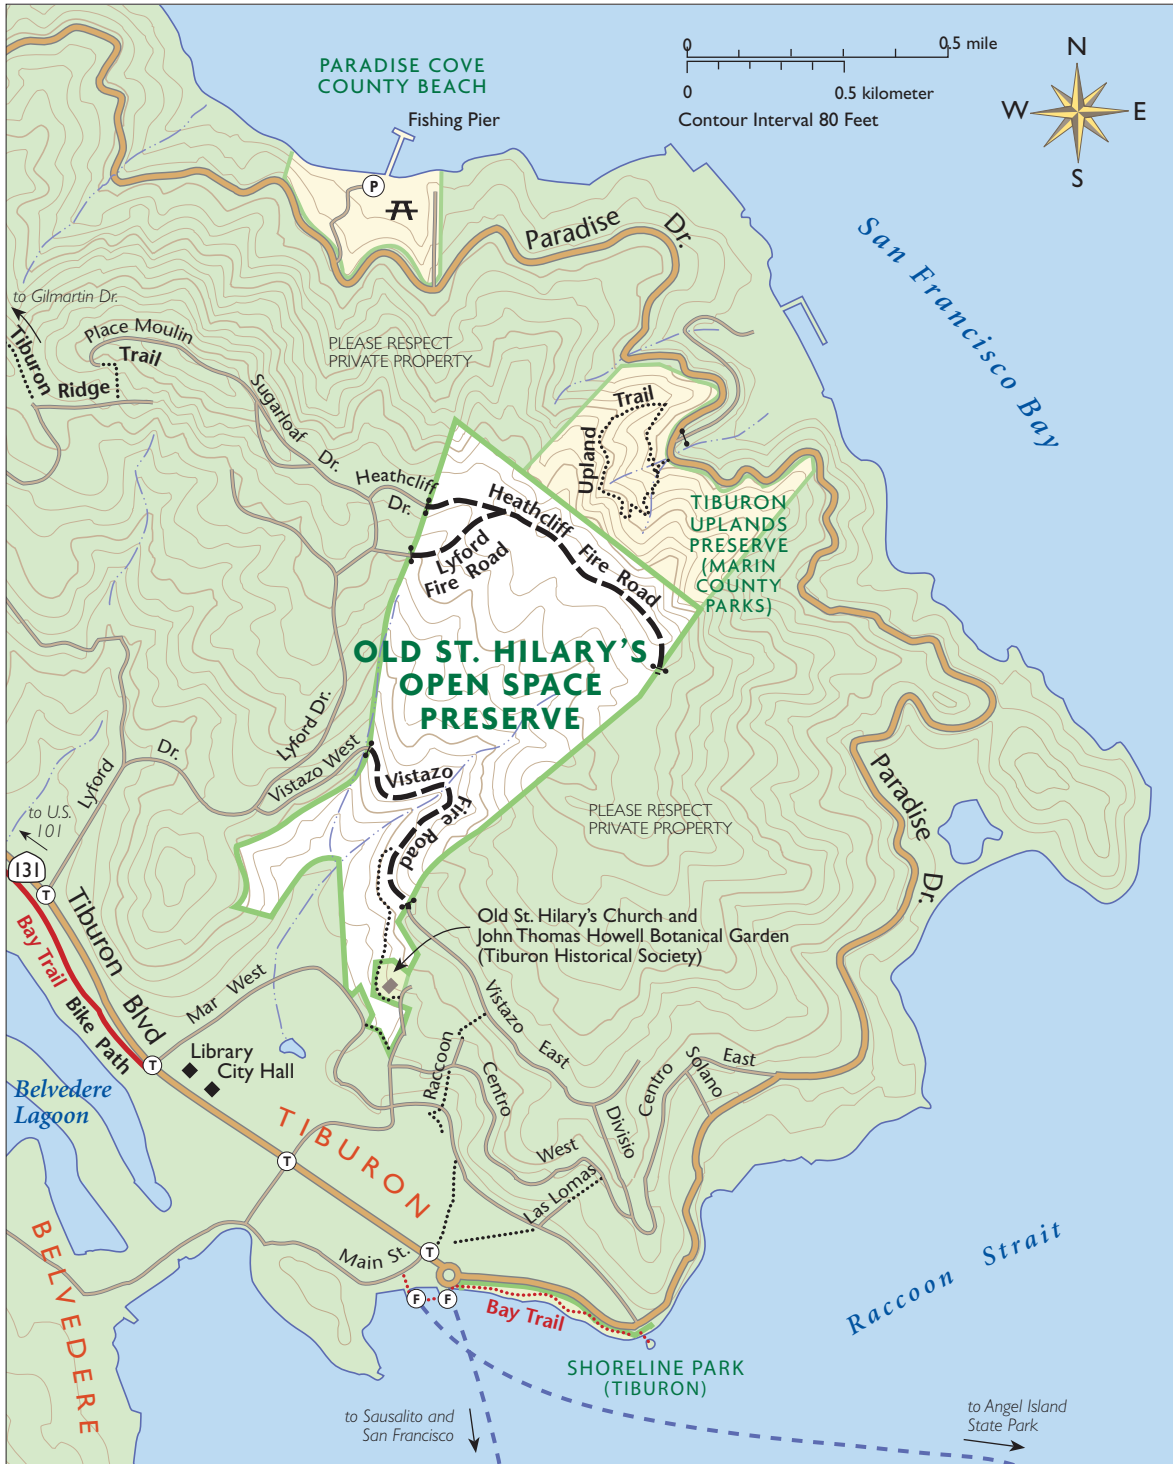 PARADISE COVE
COUNTY BEACH
Fishing Pier
0
0.5 mile
0
0.5 kilometer
Contour Interval 80 Feet
N
W
E
S
P
Paradise
Dr.
San Francisco Bay
to Gilmartin Dr.
Tiburon
Ridge
Trail
Place Moulin
PLEASE RESPECT
PRIVATE PROPERTY
Sugarloaf
Dr.
Heathcliff
Dr.
Trail
Upland
Heathcliff
Fire Road
Lyford
Fire Road
TIBURON
UPLANDS
PRESERVE
(MARIN
COUNTY
PARKS)
OLD ST. HILARY'S
OPEN SPACE
PRESERVE
Lyford Dr.
Vistazo West
Lyford
Dr.
Vistazo
Fire
Road
PLEASE RESPECT
PRIVATE PROPERTY
Paradise
Dr.
to U.S.
101
131
T
Tiburon
Blvd
Bay Trail
Bike Path
Old St. Hilary's Church and
John Thomas Howell Botanical Garden
(Tiburon Historical Society)
Mar West
Vistazo
East
Library
City Hall
T
Belvedere
Lagoon
Raccoon
Centro
West
Divisio
Centro
Solano
East
Las Lomas
TIBURON
T
T
Main St.
F
F
Bay Trail
BELVEDERE
Raccoon Strait
SHORELINE PARK
(TIBURON)
to Sausalito and
San Francisco
to Angel Island
State Park